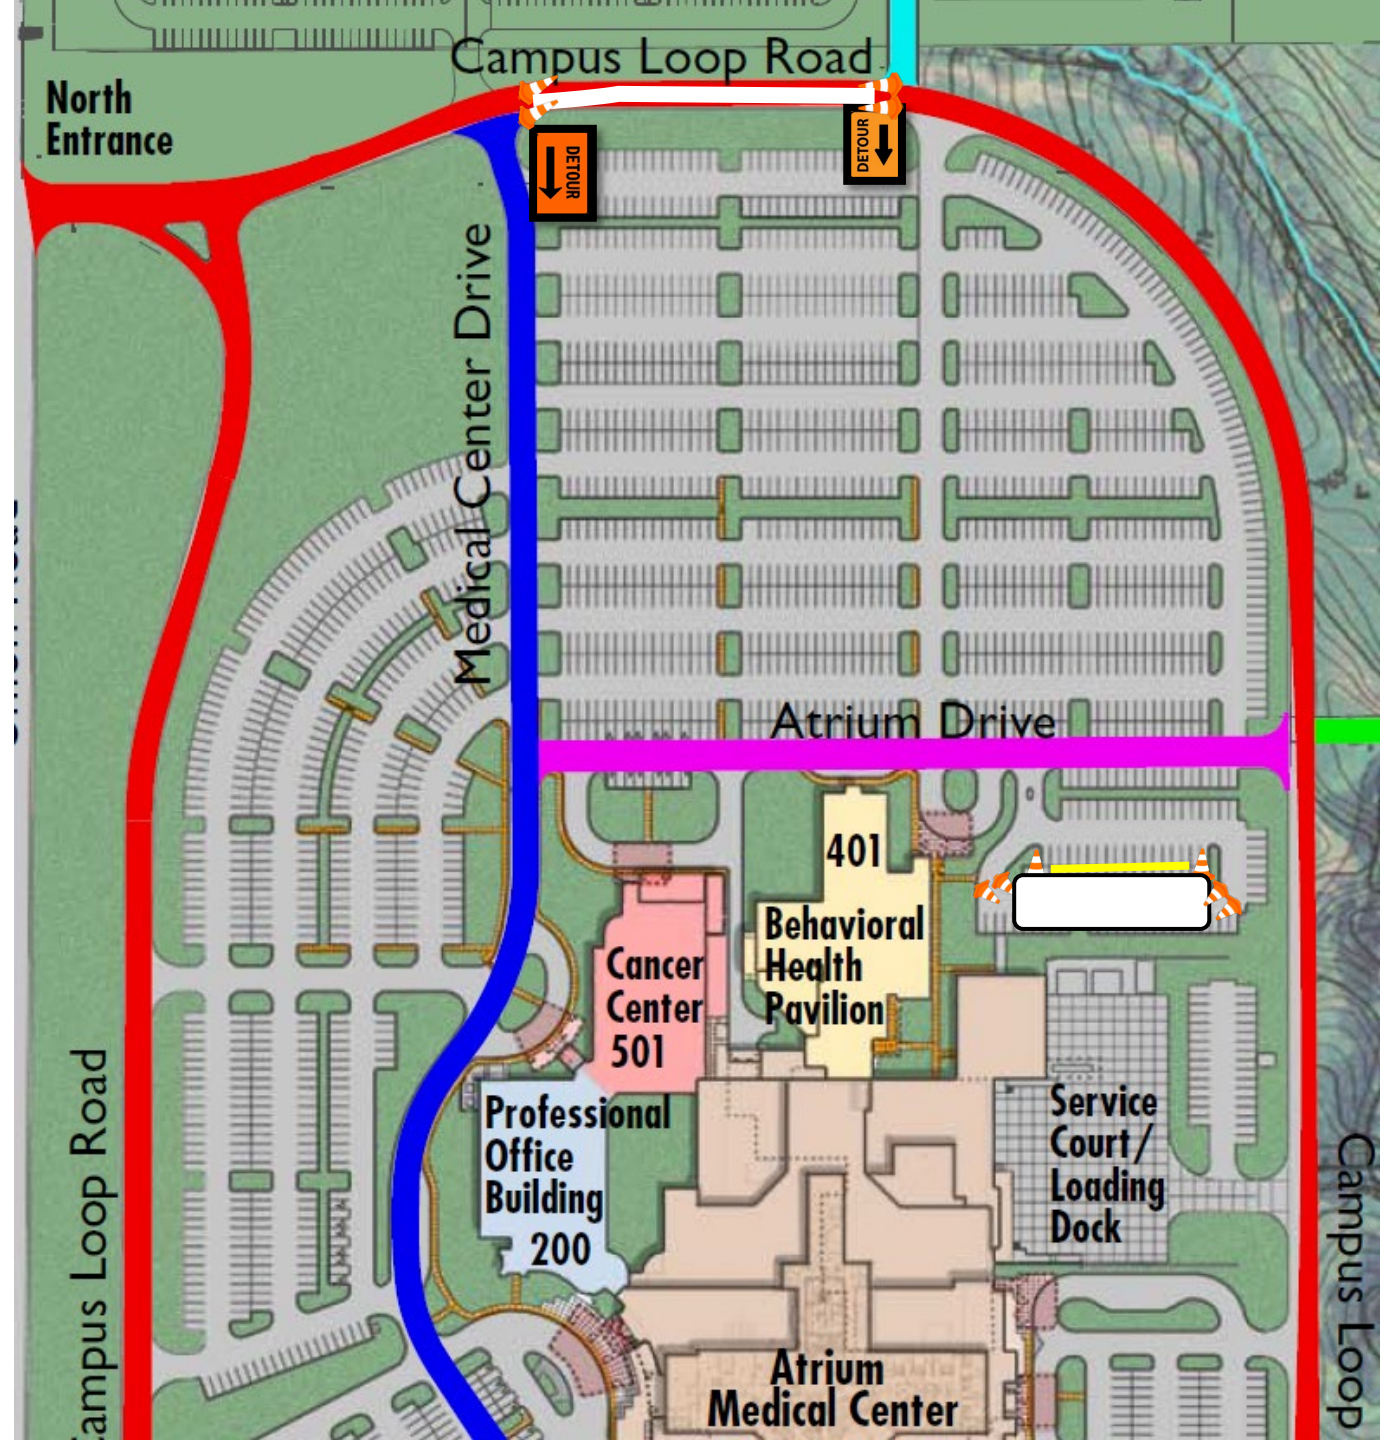 Campus Loop Road
North
Entrance
DETOUR
DETOUR
Medical Center Drive
Atrium Drive
401
Behavioral
Health
Pavilion
Cancer
Center
501
Professional
Office
Building
200
Service
Court/
Loading
Dock
Campus Loop Road
Campus Loop
Atrium
Medical Center